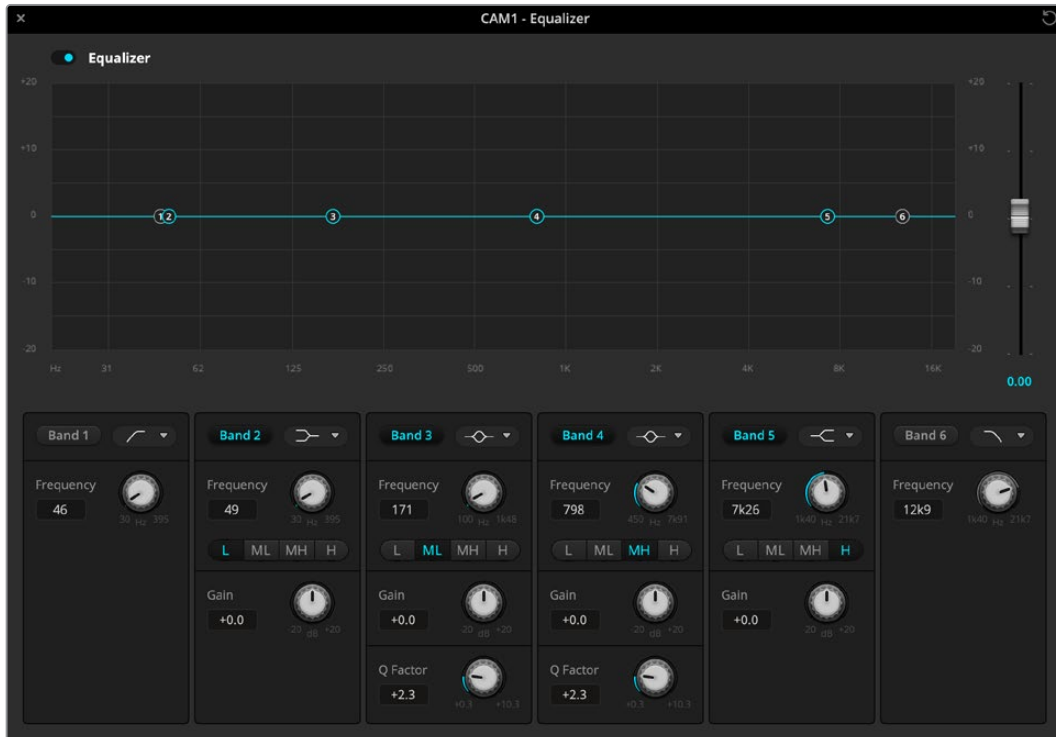 CAM1 - Equalizer
Equalizer
+20 +20
+10 +10
1 2 3 4 5 6
0 0
-10 -10
-20 -20
Hz 31 62 125 250 500 1K 2K 4K 8K 16K
0.00
Band 1 Band 2 Band 3 Band 4 Band 5 Band 6
Frequency Frequency Frequency Frequency Frequency Frequency
46 49 171 798 7k26 12k9
30 Hz 395 30 Hz 395 100 Hz 1k48 450 Hz 7k91 1k40 Hz 21k7 1k40 Hz 21k7
L ML MH H L ML MH H L ML MH H L ML MH H
Gain Gain Gain Gain
+0.0 +0.0 +0.0 +0.0
-20 dB +20 -20 dB +20 -20 dB +20 -20 dB +20
Q Factor Q Factor
+2.3 +2.3
+0.3 +10.3 +0.3 +10.3